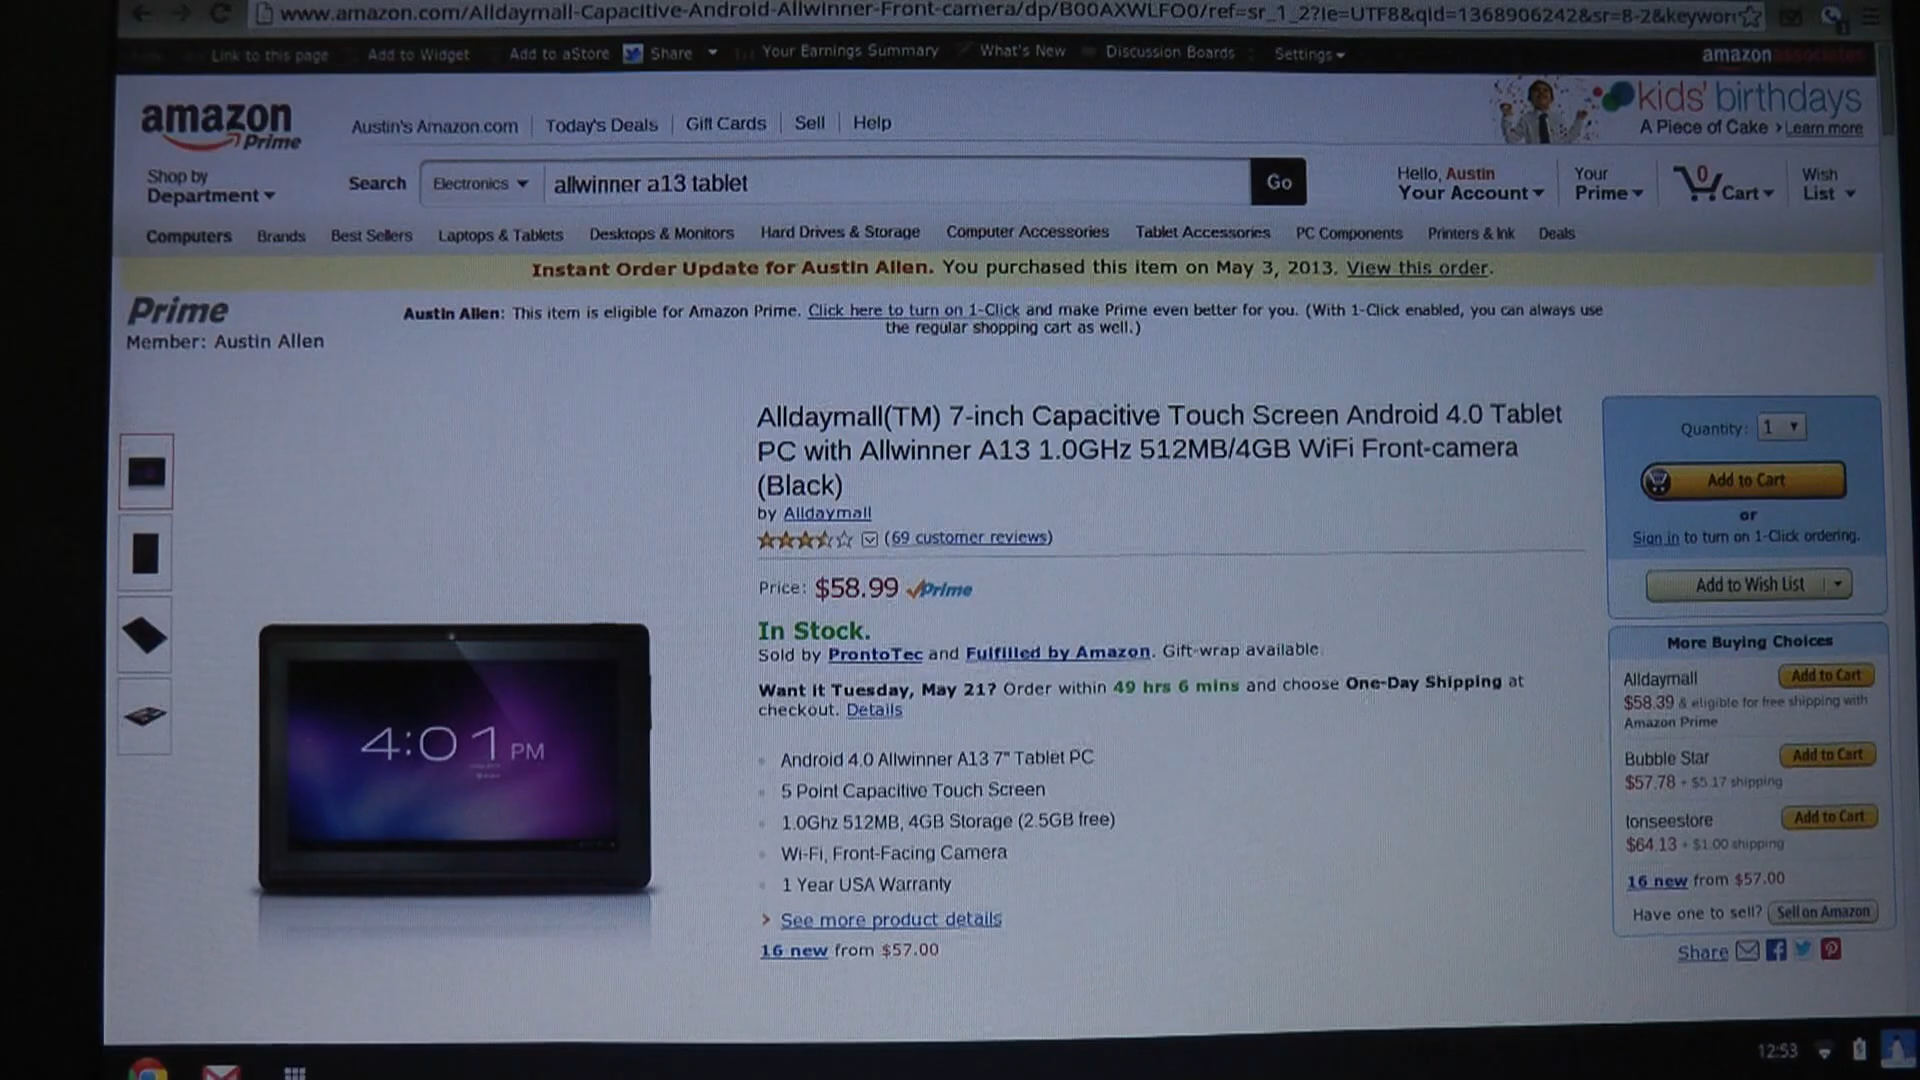 www.amazon.com/Alldaymall-Capacitive-Android-Allwinner-Front-camera/dp/B00AXWLFO0/ref=sr_1_2?ie=UTF8&qid=1368906242&sr=8-2&keywor
Link to this page Add to Widget Add to aStore Share Your Earnings Summary What's New Discussion Boards Settings amazon associates
amazon Prime
Austin's Amazon.com Today's Deals Gift Cards Sell Help
kids' birthdays
A Piece of Cake > Learn more
Shop by Department
Search Electronics allwinner a13 tablet Go
Hello, Austin
Your Account
Your Prime
0 Cart
Wish List
Computers Brands Best Sellers Laptops & Tablets Desktops & Monitors Hard Drives & Storage Computer Accessories Tablet Accessories PC Components Printers & Ink Deals
Instant Order Update for Austin Allen. You purchased this item on May 3, 2013. View this order.
Prime
Member: Austin Allen
Austin Allen: This item is eligible for Amazon Prime. Click here to turn on 1-Click and make Prime even better for you. (With 1-Click enabled, you can always use
the regular shopping cart as well.)
4:01 PM
Alldaymall(TM) 7-inch Capacitive Touch Screen Android 4.0 Tablet
PC with Allwinner A13 1.0GHz 512MB/4GB WiFi Front-camera
(Black)
by Alldaymall
(69 customer reviews)
Price: $58.99 Prime
In Stock.
Sold by ProntoTec and Fulfilled by Amazon. Gift-wrap available.
Want it Tuesday, May 21? Order within 49 hrs 6 mins and choose One-Day Shipping at
checkout. Details
Android 4.0 Allwinner A13 7" Tablet PC
5 Point Capacitive Touch Screen
1.0Ghz 512MB, 4GB Storage (2.5GB free)
Wi-Fi, Front-Facing Camera
1 Year USA Warranty
> See more product details
16 new from $57.00
Quantity: 1
Add to Cart
or
Sign in to turn on 1-Click ordering.
Add to Wish List
More Buying Choices
Alldaymall Add to Cart
$58.39 & eligible for free shipping with
Amazon Prime
Bubble Star Add to Cart
$57.78 + $5.17 shipping
tonseestore Add to Cart
$64.13 + $1.00 shipping
16 new from $57.00
Have one to sell? Sell on Amazon
Share
12:53